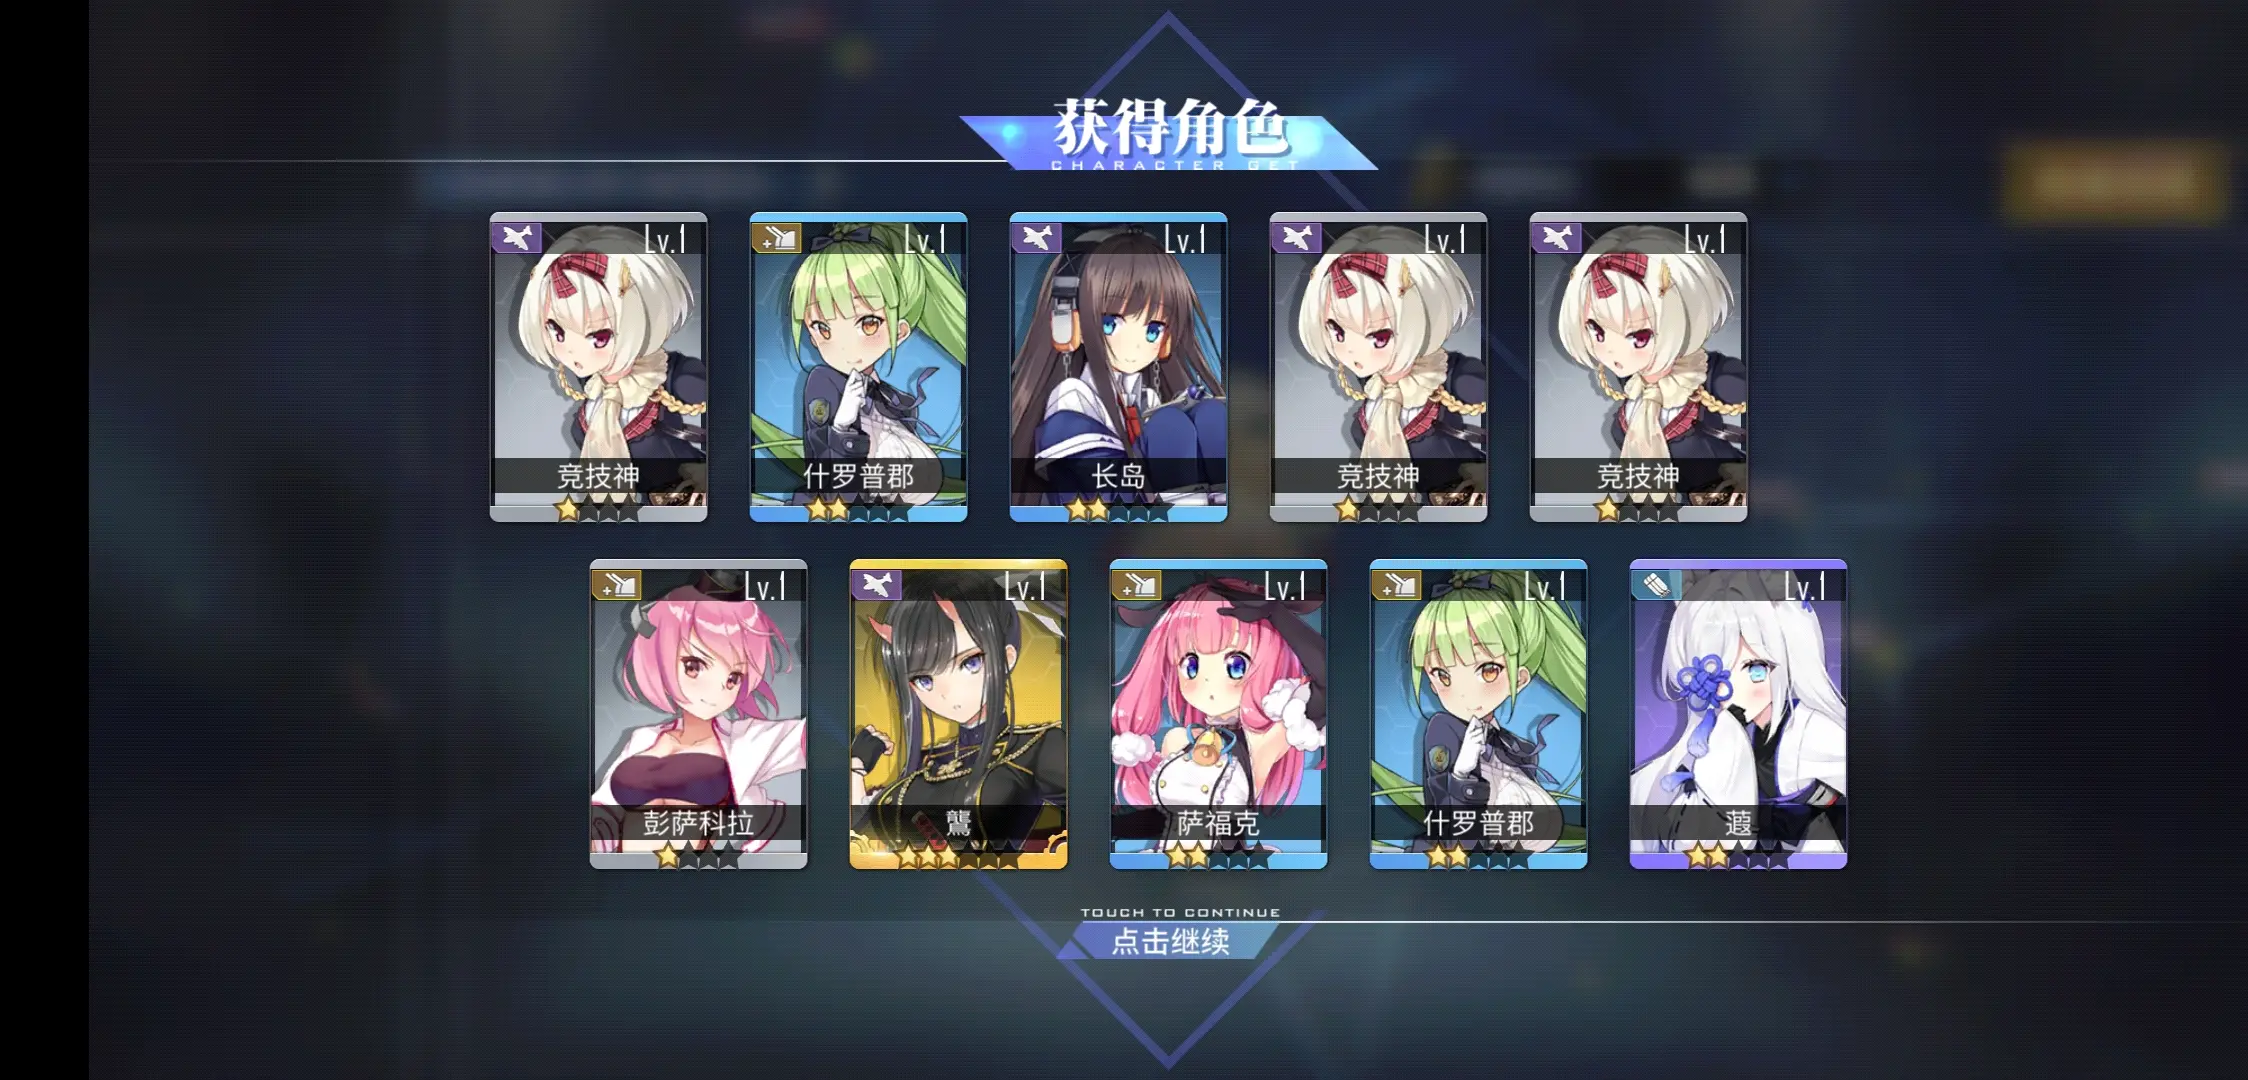 获得角色
CHARACTER GET
Lv.1 Lv.1 Lv.1 Lv.1 Lv.1
竞技神 什罗普郡 长岛 竞技神 竞技神
Lv.1 Lv.1 Lv.1 Lv.1 Lv.1
彭萨科拉 萨福克 什罗普郡 蕸
TOUCH TO CONTINUE
点击继续